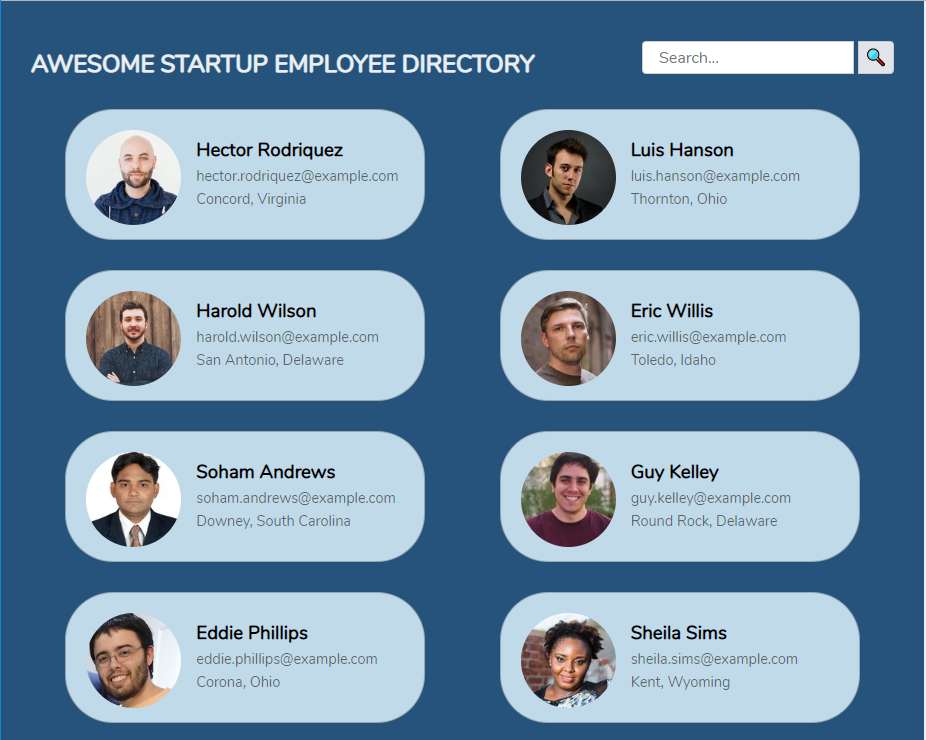 AWESOME STARTUP EMPLOYEE DIRECTORY
Search...
Hector Rodriquez
hector.rodriquez@example.com
Concord, Virginia
Luis Hanson
luis.hanson@example.com
Thornton, Ohio
Harold Wilson
harold.wilson@example.com
San Antonio, Delaware
Eric Willis
eric.willis@example.com
Toledo, Idaho
Soham Andrews
soham.andrews@example.com
Downey, South Carolina
Guy Kelley
guy.kelley@example.com
Round Rock, Delaware
Eddie Phillips
eddie.phillips@example.com
Corona, Ohio
Sheila Sims
sheila.sims@example.com
Kent, Wyoming